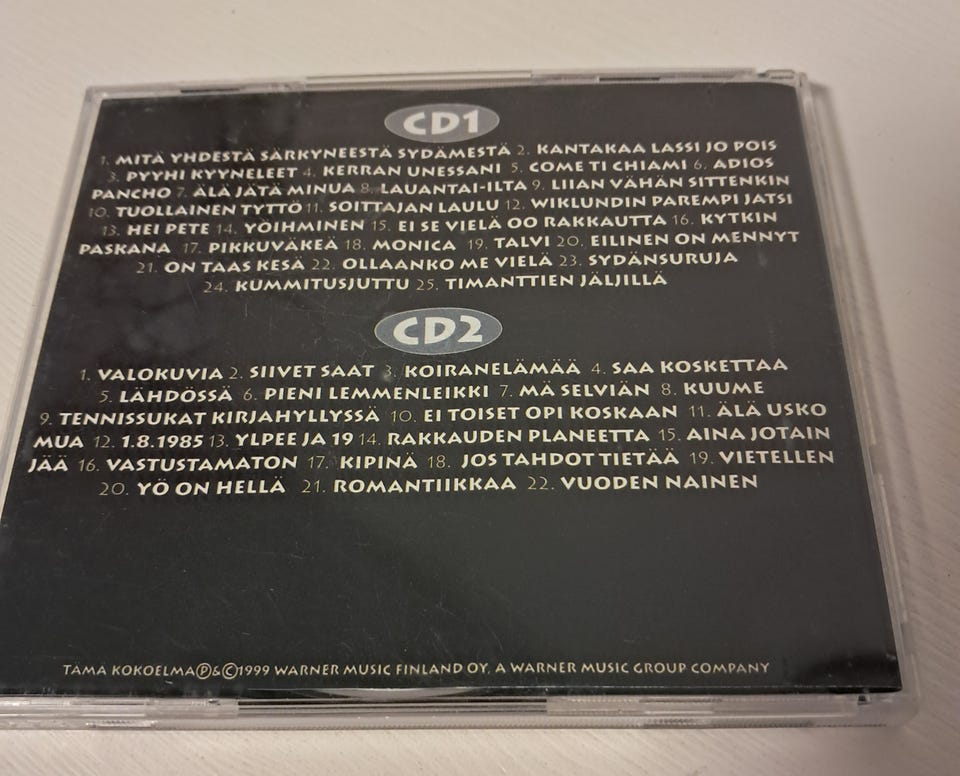 CD1
1. MITÄ YHDESTÄ SÄRKYNEESTÄ SYDÄMESTÄ 2. KANTAKAA LASSI JO POIS
3. PYYHI KYYNELEET 4. KERRAN UNESSANI 5. COME TI CHIAMI 6. ADIOS
PANCHO 7. ÄLÄ JÄTÄ MINUA 8. LAUANTAI-ILTA 9. LIIAN VÄHÄN SITTENKIN
10. TUOLLAINEN TYTTÖ 11. SOITTAJAN LAULU 12. WIKLUNDIN PAREMPI JATSI
13. HEI PETE 14. YÖIHMINEN 15. EI SE VIELÄ OO RAKKAUTTA 16. KYTKIN
PASKANA 17. PIKKUVÄKEÄ 18. MONICA 19. TALVI 20. EILINEN ON MENNYT
21. ON TAAS KESÄ 22. OLLAANKO ME VIELÄ 23. SYDÄNSURUJA
24. KUMMITUSJUTTU 25. TIMANTTIEN JÄLJILLÄ
CD2
1. VALOKUVIA 2. SIIVET SAAT 3. KOIRANELÄMÄÄ 4. SAA KOSKETTAA
5. LÄHDÖSSÄ 6. PIENI LEMMENLEIKKI 7. MÄ SELVIÄN 8. KUUME
9. TENNISSUKAT KIRJAHYLLYSSÄ 10. EI TOISET OPI KOSKAAN 11. ÄLÄ USKO
MUA 12. 1.8.1985 13. YLPEE JA 19 14. RAKKAUDEN PLANEETTA 15. AINA JOTAIN
JÄÄ 16. VASTUSTAMATON 17. KIPINÄ 18. JOS TAHDOT TIETÄÄ 19. VIETELLEN
20. YÖ ON HELLÄ 21. ROMANTIIKKAA 22. VUODEN NAINEN
TÄMÄ KOKOELMA ℗&©1999 WARNER MUSIC FINLAND OY, A WARNER MUSIC GROUP COMPANY